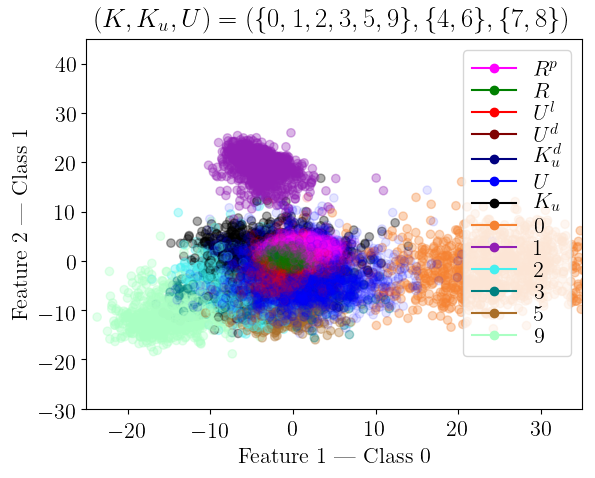 (K, K_u, U) = ({0, 1, 2, 3, 5, 9}, {4, 6}, {7, 8})
40
30
20
10
0
−10
−20
−30
Feature 2 — Class 1
R^p
R
U^l
U^d
K_u^d
U
K_u
0
1
2
3
5
9
−20
−10
0
10
20
30
Feature 1 — Class 0